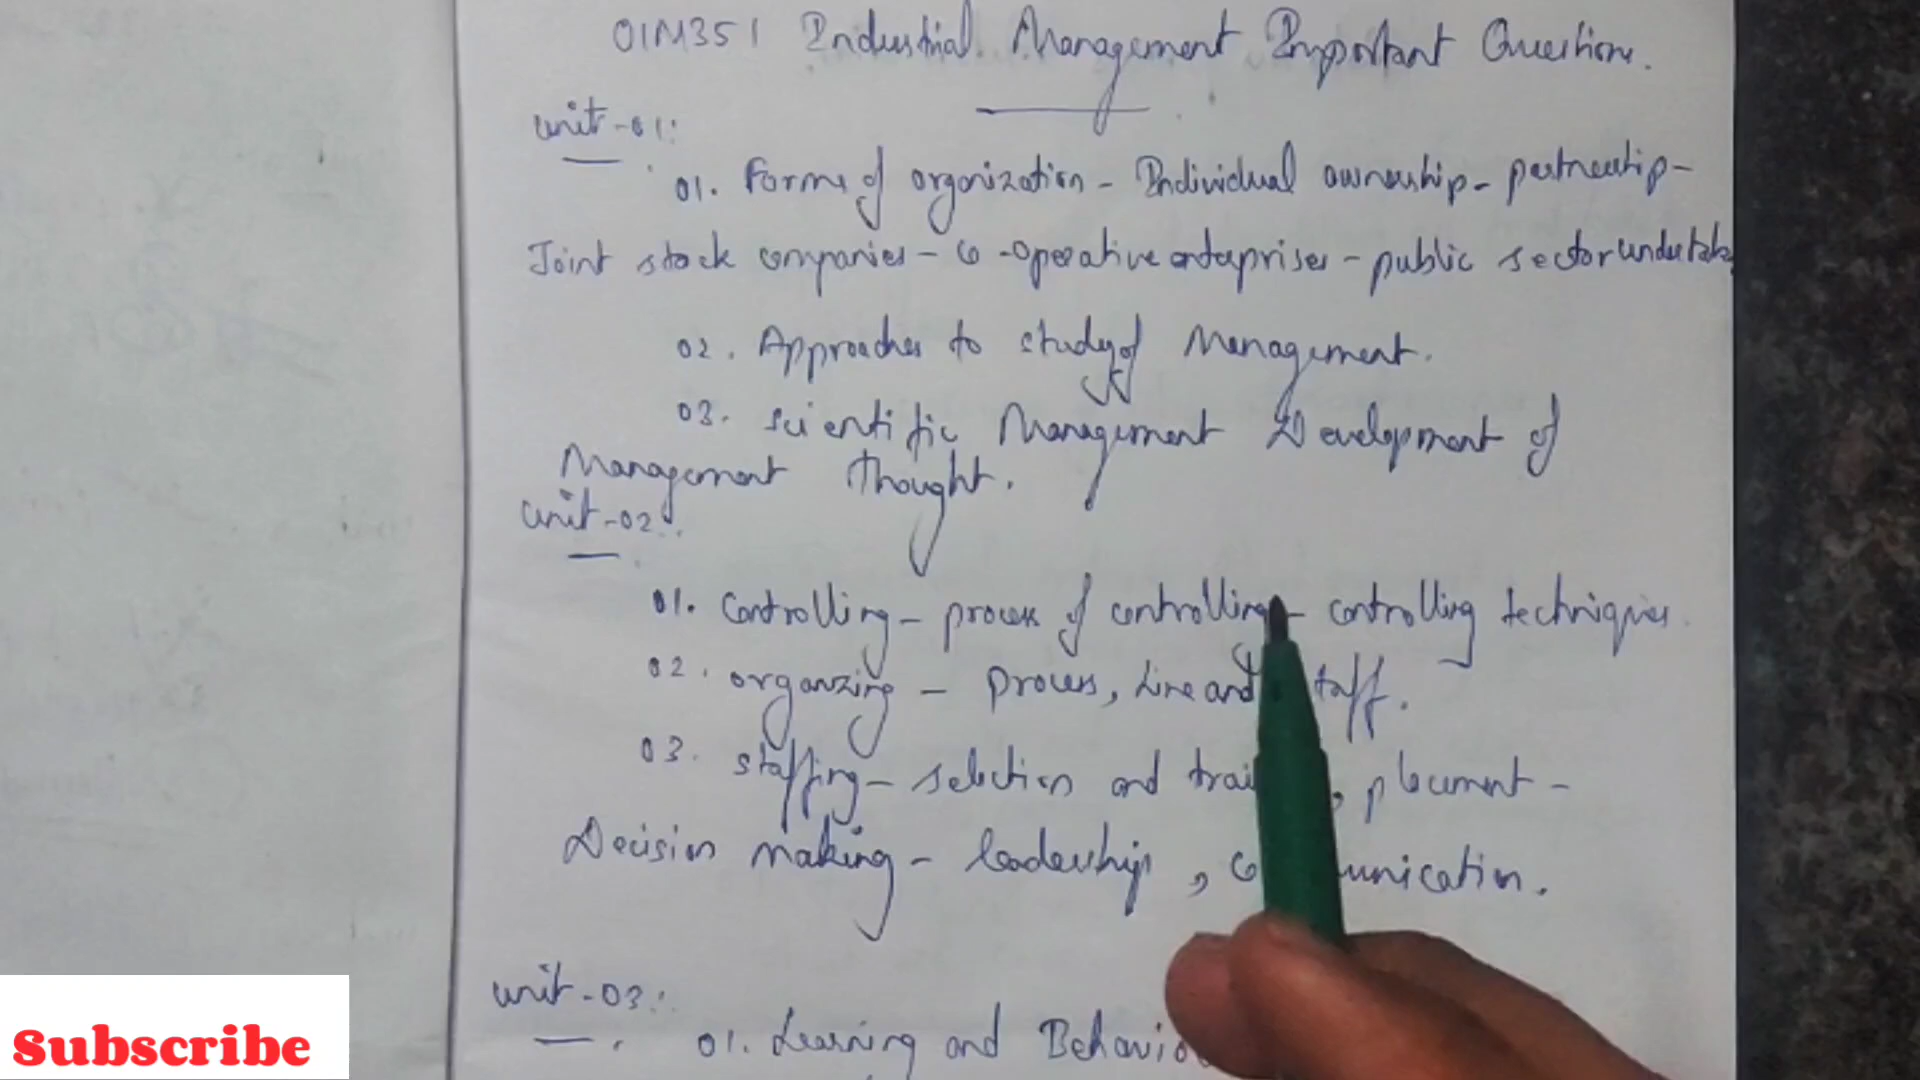 OIM351 Industrial Management Important Questions.
unit-01:
01. Forms of organization - Individual ownership - partnership -
Joint stock companies - Co-operative enterprises - public sector undertak
02. Approaches to study of Management.
03. Scientific Management Development of
Management thought.
unit-02:
01. Controlling - process of controlling - controlling techniques.
02. organizing - process, Line and staff.
03. staffing - selection and trai , placement -
Decision making - leadership, communication.
unit-03:
01. Learning and Behavio
Subscribe